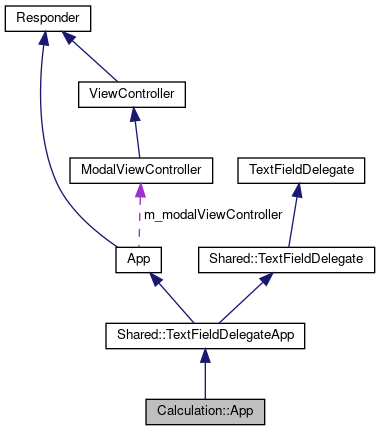 Responder
ViewController
ModalViewController
TextFieldDelegate
m_modalViewController
App
Shared::TextFieldDelegate
Shared::TextFieldDelegateApp
Calculation::App